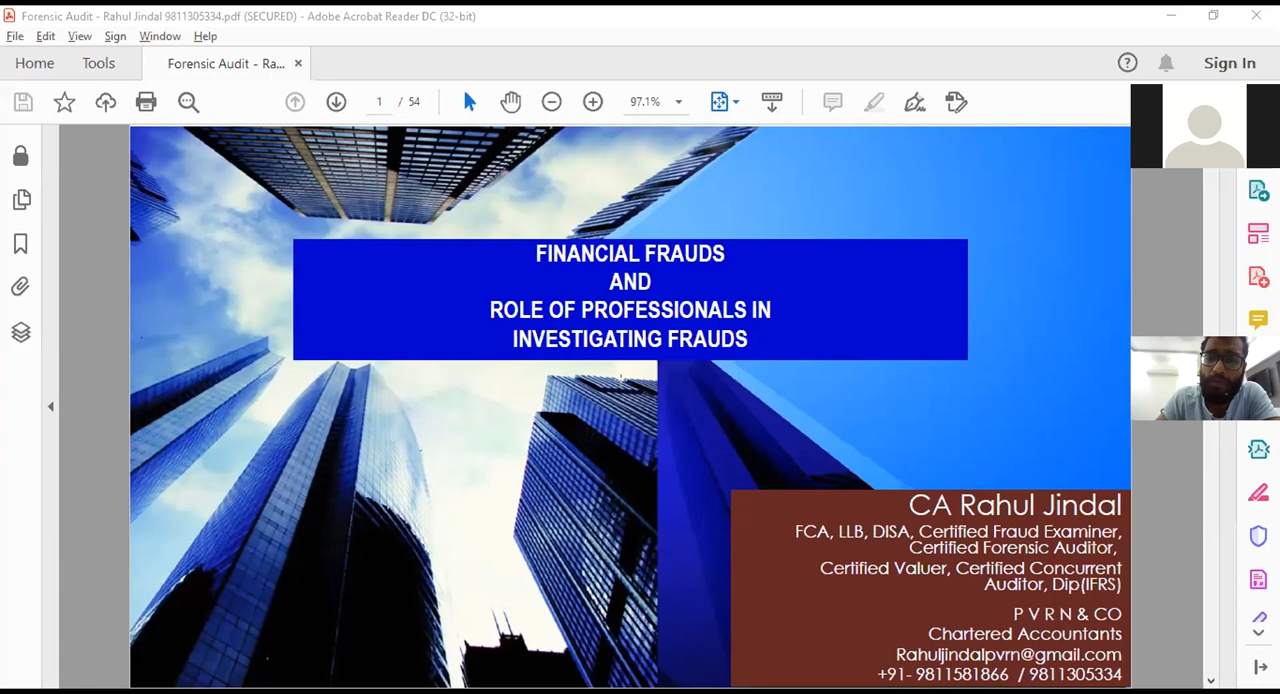 Forensic Audit - Rahul Jindal 9811305334.pdf (SECURED) - Adobe Acrobat Reader DC (32-bit)
File Edit View Sign Window Help
Home Tools Forensic Audit - Ra... ×
Sign In
1 / 54
97.1%
FINANCIAL FRAUDS
AND
ROLE OF PROFESSIONALS IN
INVESTIGATING FRAUDS
CA Rahul Jindal
FCA, LLB, DISA, Certified Fraud Examiner,
Certified Forensic Auditor,
Certified Valuer, Certified Concurrent
Auditor, Dip(IFRS)
P V R N & CO
Chartered Accountants
Rahuljindalpvrn@gmail.com
+91- 9811581866 / 9811305334